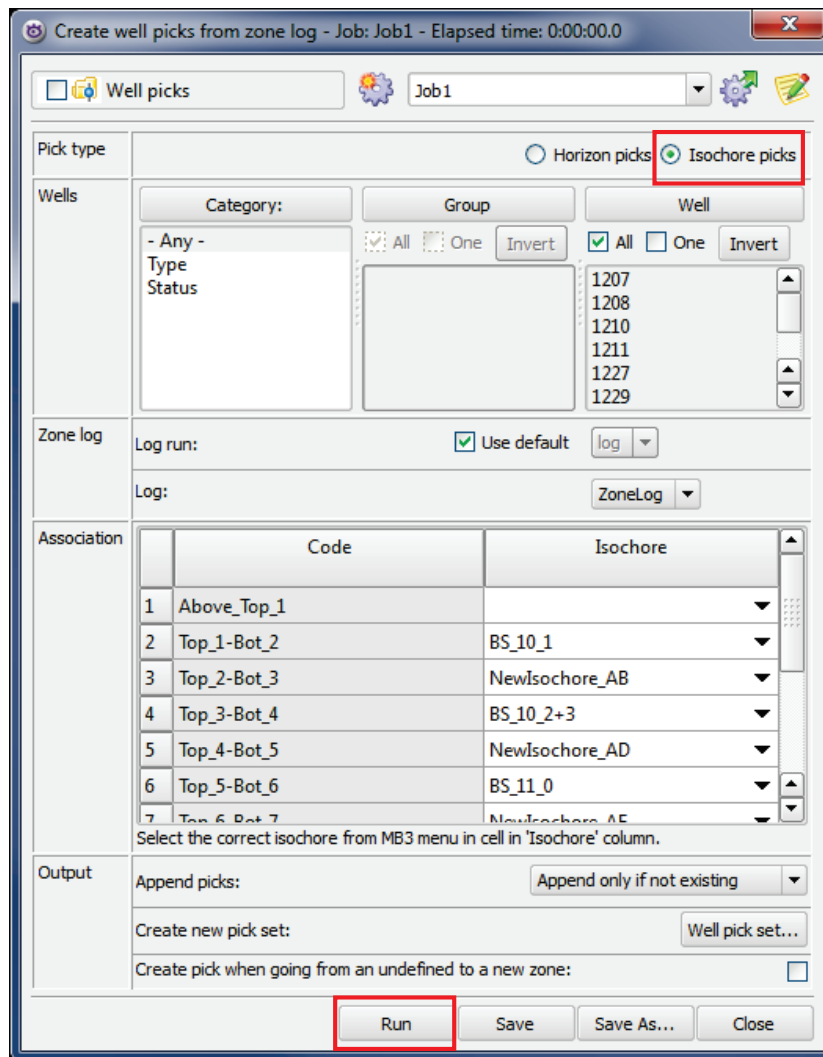 Create well picks from zone log - Job: Job1 - Elapsed time: 0:00:00.0
Well picks
Job1
Pick type
Horizon picks
Isochore picks
Wells
Category:
Group
Well
- Any -
Type
Status
All
One
Invert
All
One
Invert
1207
1208
1210
1211
1227
1229
Zone log
Log run:
Use default
log
Log:
ZoneLog
Association
Code
Isochore
1 Above_Top_1
2 Top_1-Bot_2 BS_10_1
3 Top_2-Bot_3 NewIsochore_AB
4 Top_3-Bot_4 BS_10_2+3
5 Top_4-Bot_5 NewIsochore_AD
6 Top_5-Bot_6 BS_11_0
7 Top_6-Bot_7 NewIsochore_AF
Select the correct isochore from MB3 menu in cell in 'Isochore' column.
Output
Append picks:
Append only if not existing
Create new pick set:
Well pick set...
Create pick when going from an undefined to a new zone:
Run
Save
Save As...
Close